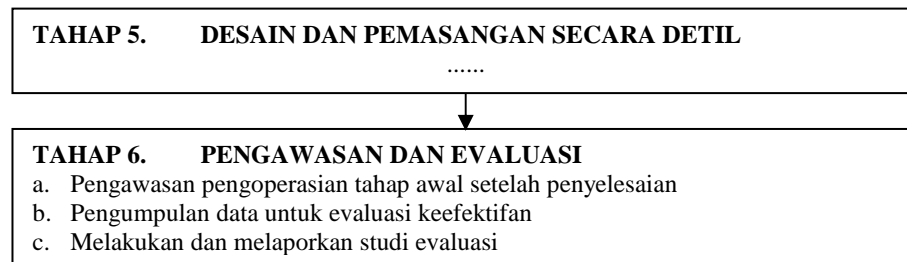 TAHAP 5. DESAIN DAN PEMASANGAN SECARA DETIL
......
TAHAP 6. PENGAWASAN DAN EVALUASI
a. Pengawasan pengoperasian tahap awal setelah penyelesaian
b. Pengumpulan data untuk evaluasi keefektifan
c. Melakukan dan melaporkan studi evaluasi